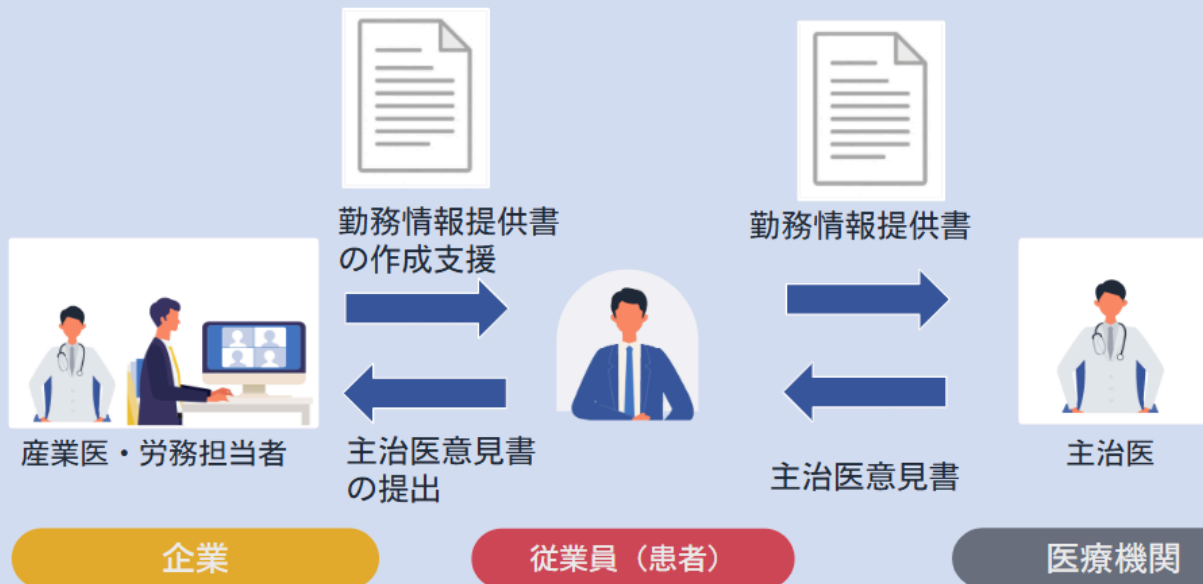 勤務情報提供書
の作成支援
勤務情報提供書
産業医・労務担当者
主治医意見書
の提出
主治医意見書
主治医
企業
従業員（患者）
医療機関